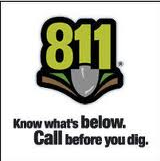 811
®
Know what's below.
Call before you dig.